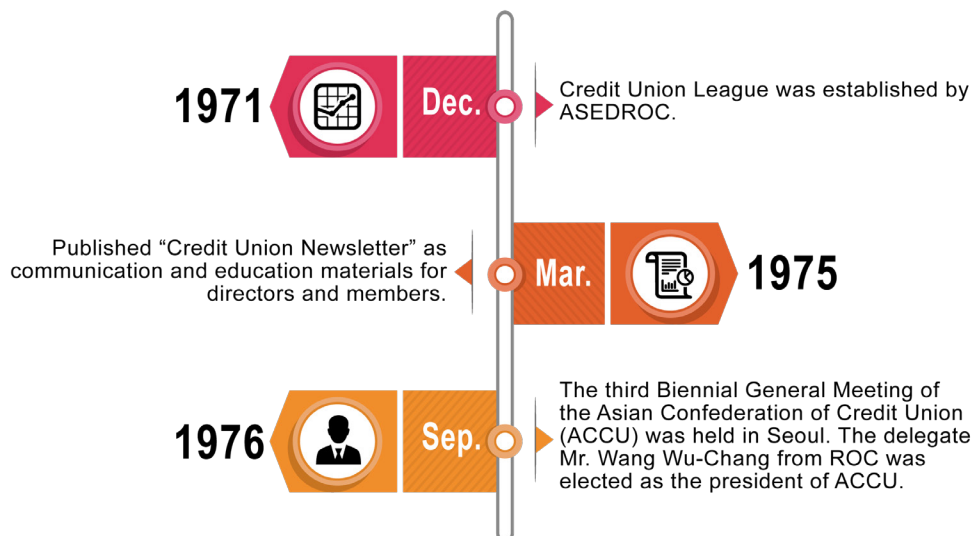 1971
Dec.
Credit Union League was established by
ASEDROC.
Published “Credit Union Newsletter” as
communication and education materials for
directors and members.
Mar.
1975
1976
Sep.
The third Biennial General Meeting of
the Asian Confederation of Credit Union
(ACCU) was held in Seoul. The delegate
Mr. Wang Wu-Chang from ROC was
elected as the president of ACCU.